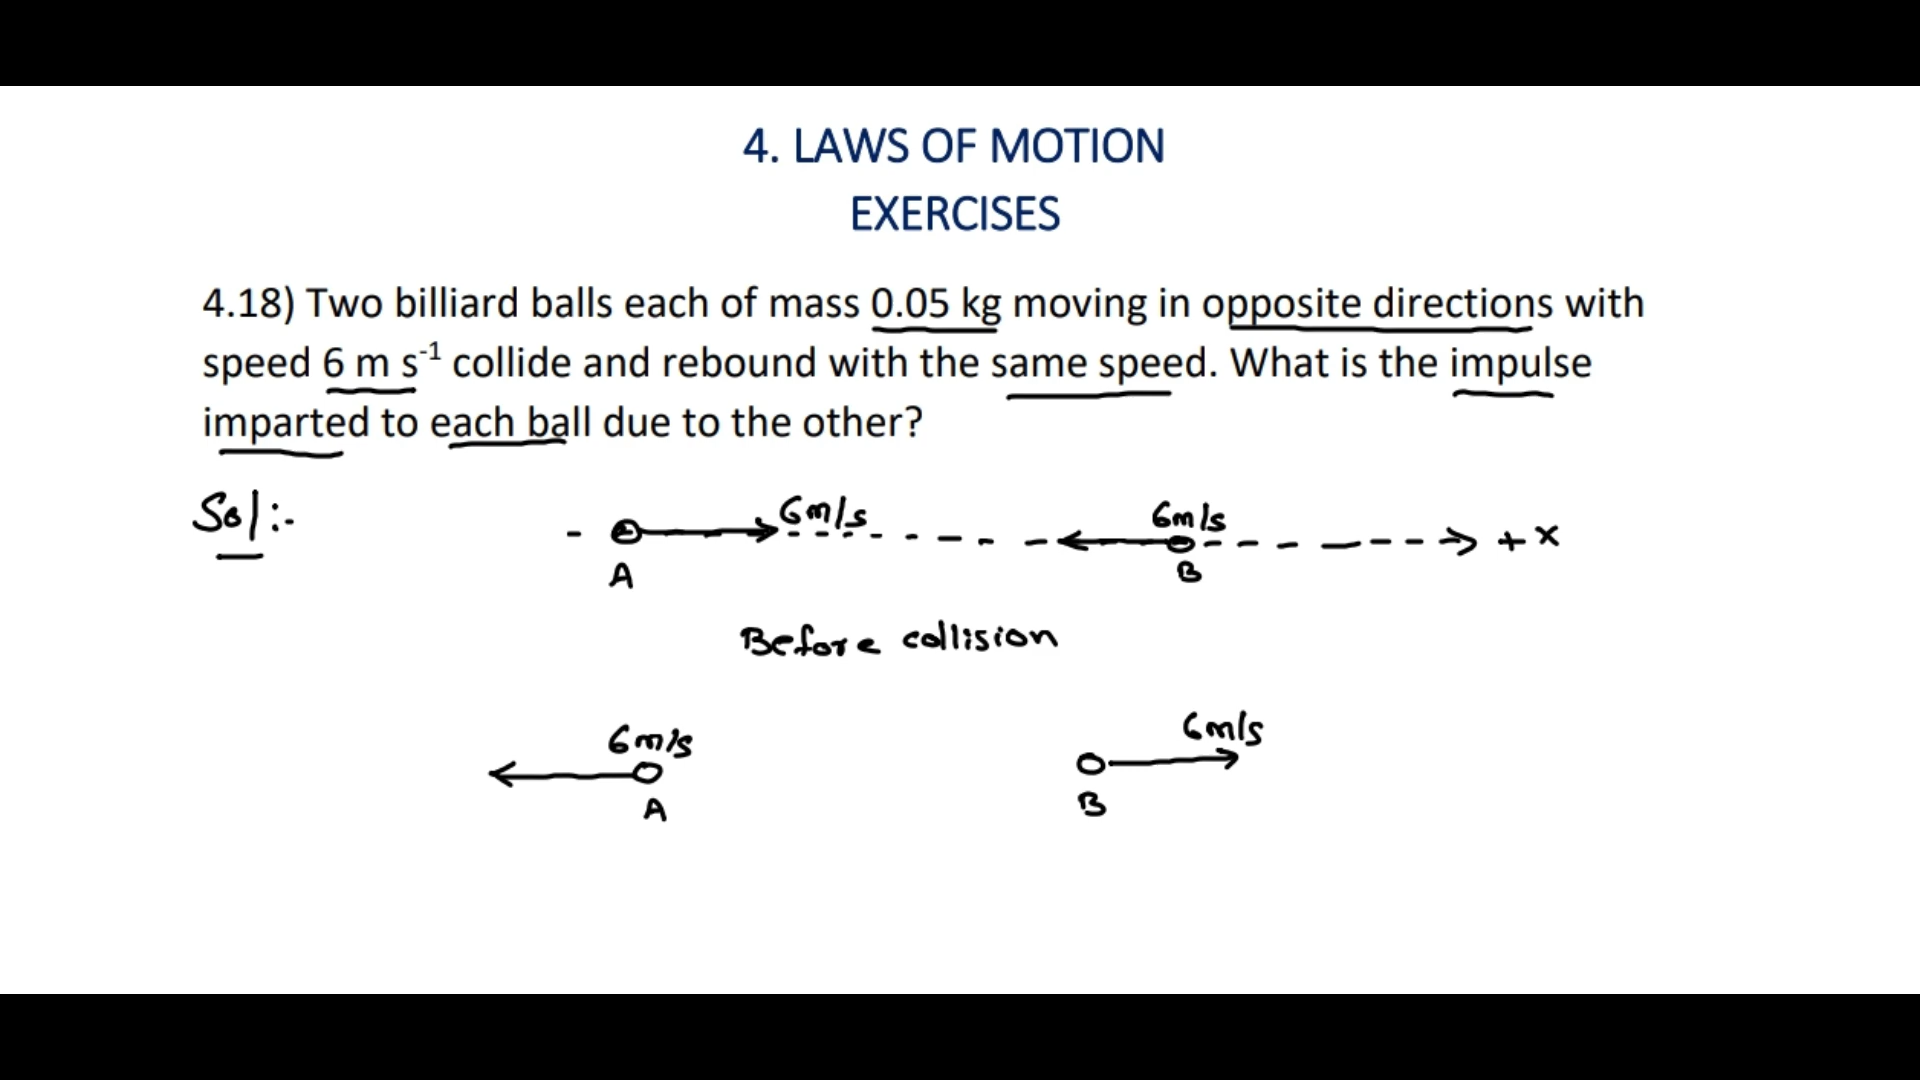 4. LAWS OF MOTION
EXERCISES
4.18) Two billiard balls each of mass 0.05 kg moving in opposite directions with
speed 6 m s⁻¹ collide and rebound with the same speed. What is the impulse
imparted to each ball due to the other?
Sol:-
6m/s 6m/s + x
A B
Before collision
6m/s 6m/s
A B